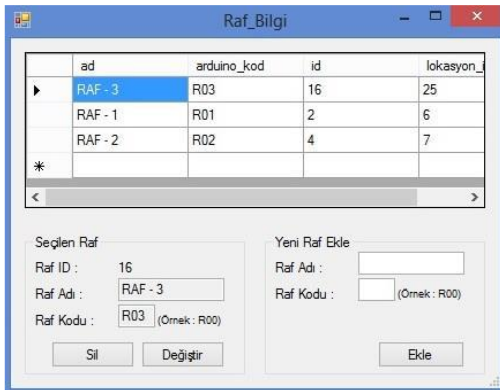 Raf_Bilgi
ad arduino_kod id lokasyon_i
RAF - 3 R03 16 25
RAF - 1 R01 2 6
RAF - 2 R02 4 7
Seçilen Raf
Raf ID : 16
Raf Adı : RAF - 3
Raf Kodu : R03 (Örnek : R00)
Sil Değiştir
Yeni Raf Ekle
Raf Adı :
Raf Kodu : (Örnek : R00)
Ekle